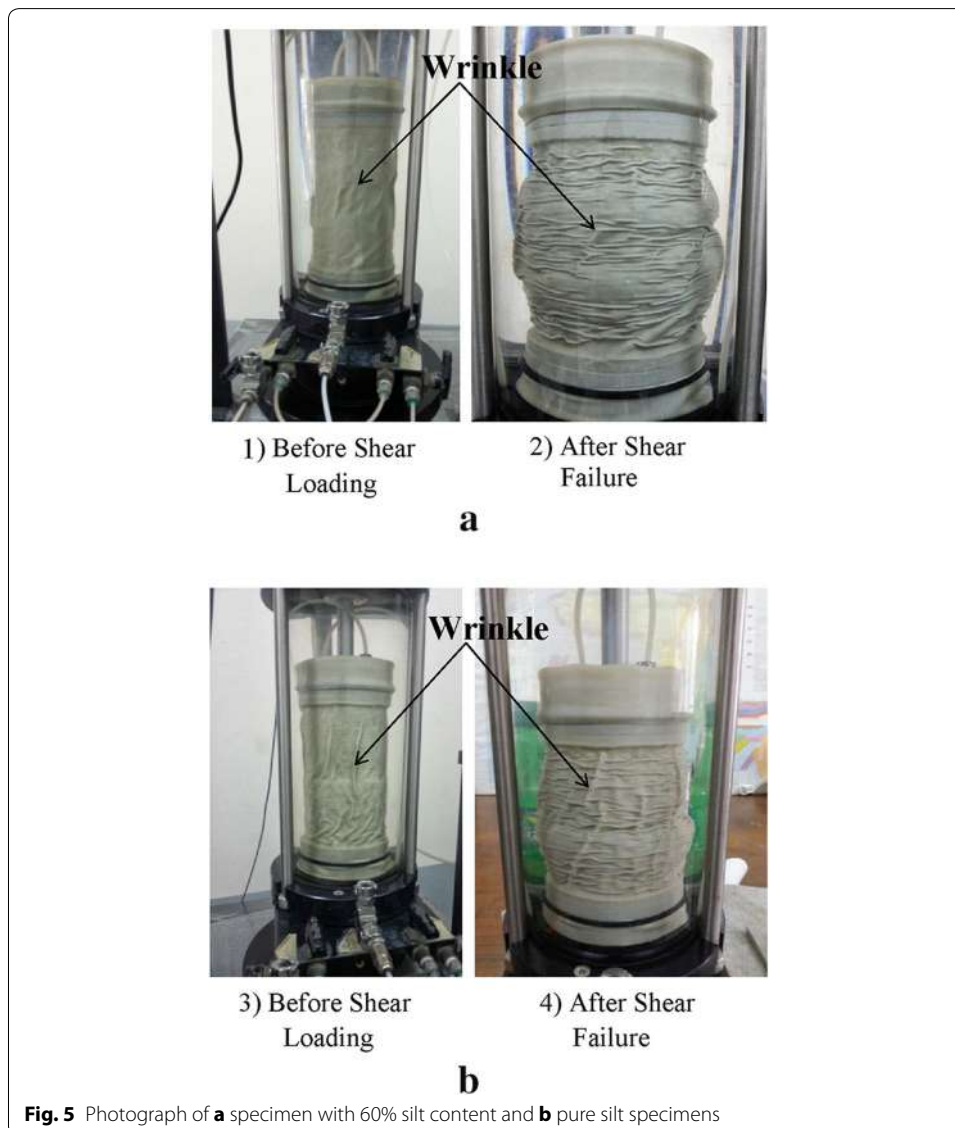 Wrinkle
1) Before Shear
Loading
2) After Shear
Failure
a
Wrinkle
3) Before Shear
Loading
4) After Shear
Failure
b
Fig. 5 Photograph of a specimen with 60% silt content and b pure silt specimens